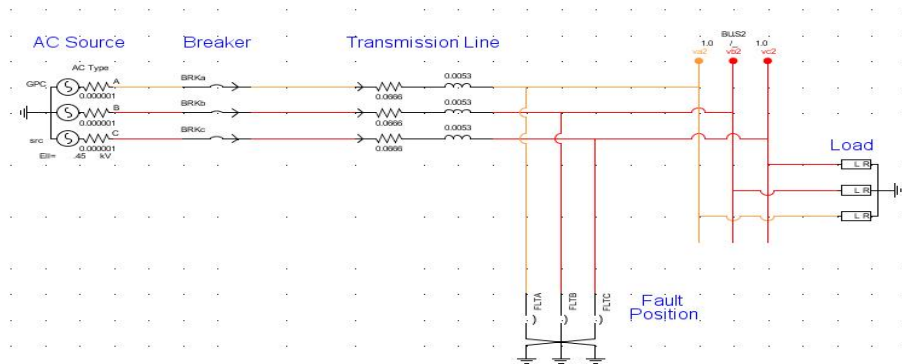 AC Source
Breaker
Transmission Line
BUS2
1.0
1.0
va2
vb2
vc2
AC Type
GPC
A
0.000001
BRKa
0.0666
0.0053
B
0.000001
BRKb
0.0666
0.0053
C
0.000001
BRKc
0.0666
0.0053
src
Ell= .45 kV
Load
L R
L R
L R
FLTA
FLTB
FLTC
Fault
Position